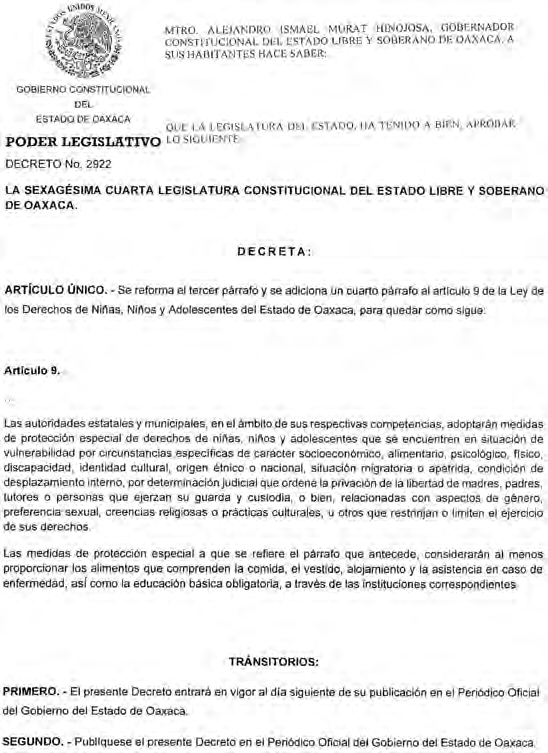 ESTADOS UNIDOS MEXICANOS
MTRO. ALEJANDRO ISMAEL MURAT HINOJOSA, GOBERNADOR
CONSTITUCIONAL DEL ESTADO LIBRE Y SOBERANO DE OAXACA, A
SUS HABITANTES HACE SABER:
GOBIERNO CONSTITUCIONAL
DEL
ESTADO DE OAXACA
PODER LEGISLATIVO
QUE LA LEGISLATURA DEL ESTADO, HA TENIDO A BIEN, APROBAR
LO SIGUIENTE:
DECRETO No. 2922
LA SEXAGÉSIMA CUARTA LEGISLATURA CONSTITUCIONAL DEL ESTADO LIBRE Y SOBERANO
DE OAXACA.
DECRETA:
ARTÍCULO ÚNICO. - Se reforma el tercer párrafo y se adiciona un cuarto párrafo al artículo 9 de la Ley de
los Derechos de Niñas, Niños y Adolescentes del Estado de Oaxaca, para quedar como sigue:
Artículo 9.
...
Las autoridades estatales y municipales, en el ámbito de sus respectivas competencias, adoptarán medidas
de protección especial de derechos de niñas, niños y adolescentes que se encuentren en situación de
vulnerabilidad por circunstancias específicas de carácter socioeconómico, alimentario, psicológico, físico,
discapacidad, identidad cultural, origen étnico o nacional, situación migratoria o apátrida, condición de
desplazamiento interno, por determinación judicial que ordene la privación de la libertad de madres, padres,
tutores o personas que ejerzan su guarda y custodia, o bien, relacionadas con aspectos de género,
preferencia sexual, creencias religiosas o prácticas culturales, u otros que restrinjan o limiten el ejercicio
de sus derechos.
Las medidas de protección especial a que se refiere el párrafo que antecede, considerarán al menos
proporcionar los alimentos que comprenden la comida, el vestido, alojamiento y la asistencia en caso de
enfermedad, así como la educación básica obligatoria, a través de las instituciones correspondientes.
TRÁNSITORIOS:
PRIMERO. - El presente Decreto entrará en vigor al día siguiente de su publicación en el Periódico Oficial
del Gobierno del Estado de Oaxaca.
SEGUNDO. - Publíquese el presente Decreto en el Periódico Oficial del Gobierno del Estado de Oaxaca.